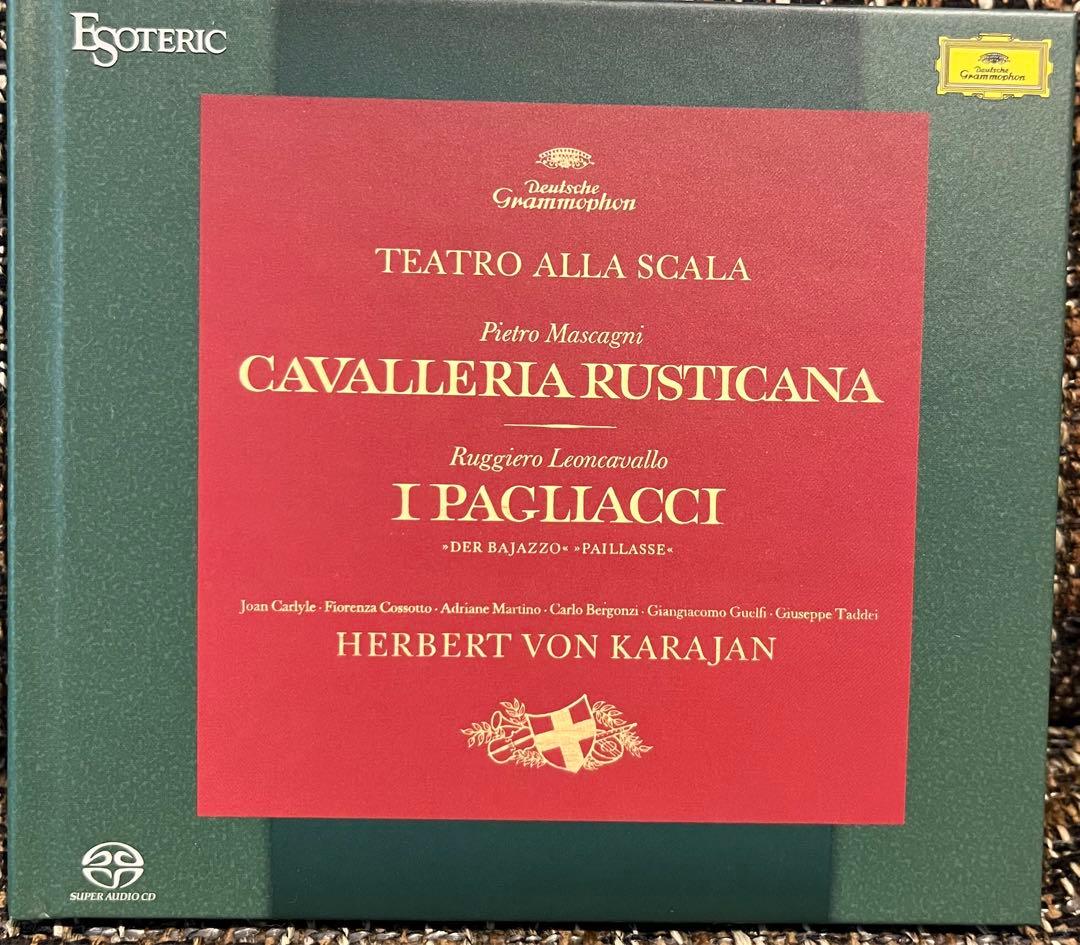 ESOTERIC
Deutsche
Grammophon
Deutsche
Grammophon
TEATRO ALLA SCALA
Pietro Mascagni
CAVALLERIA RUSTICANA
Ruggiero Leoncavallo
I PAGLIACCI
»DER BAJAZZO« »PAILLASSE«
Joan Carlyle · Fiorenza Cossotto · Adriane Martino · Carlo Bergonzi · Giangiacomo Guelfi · Giuseppe Taddei
HERBERT VON KARAJAN
SUPER AUDIO CD